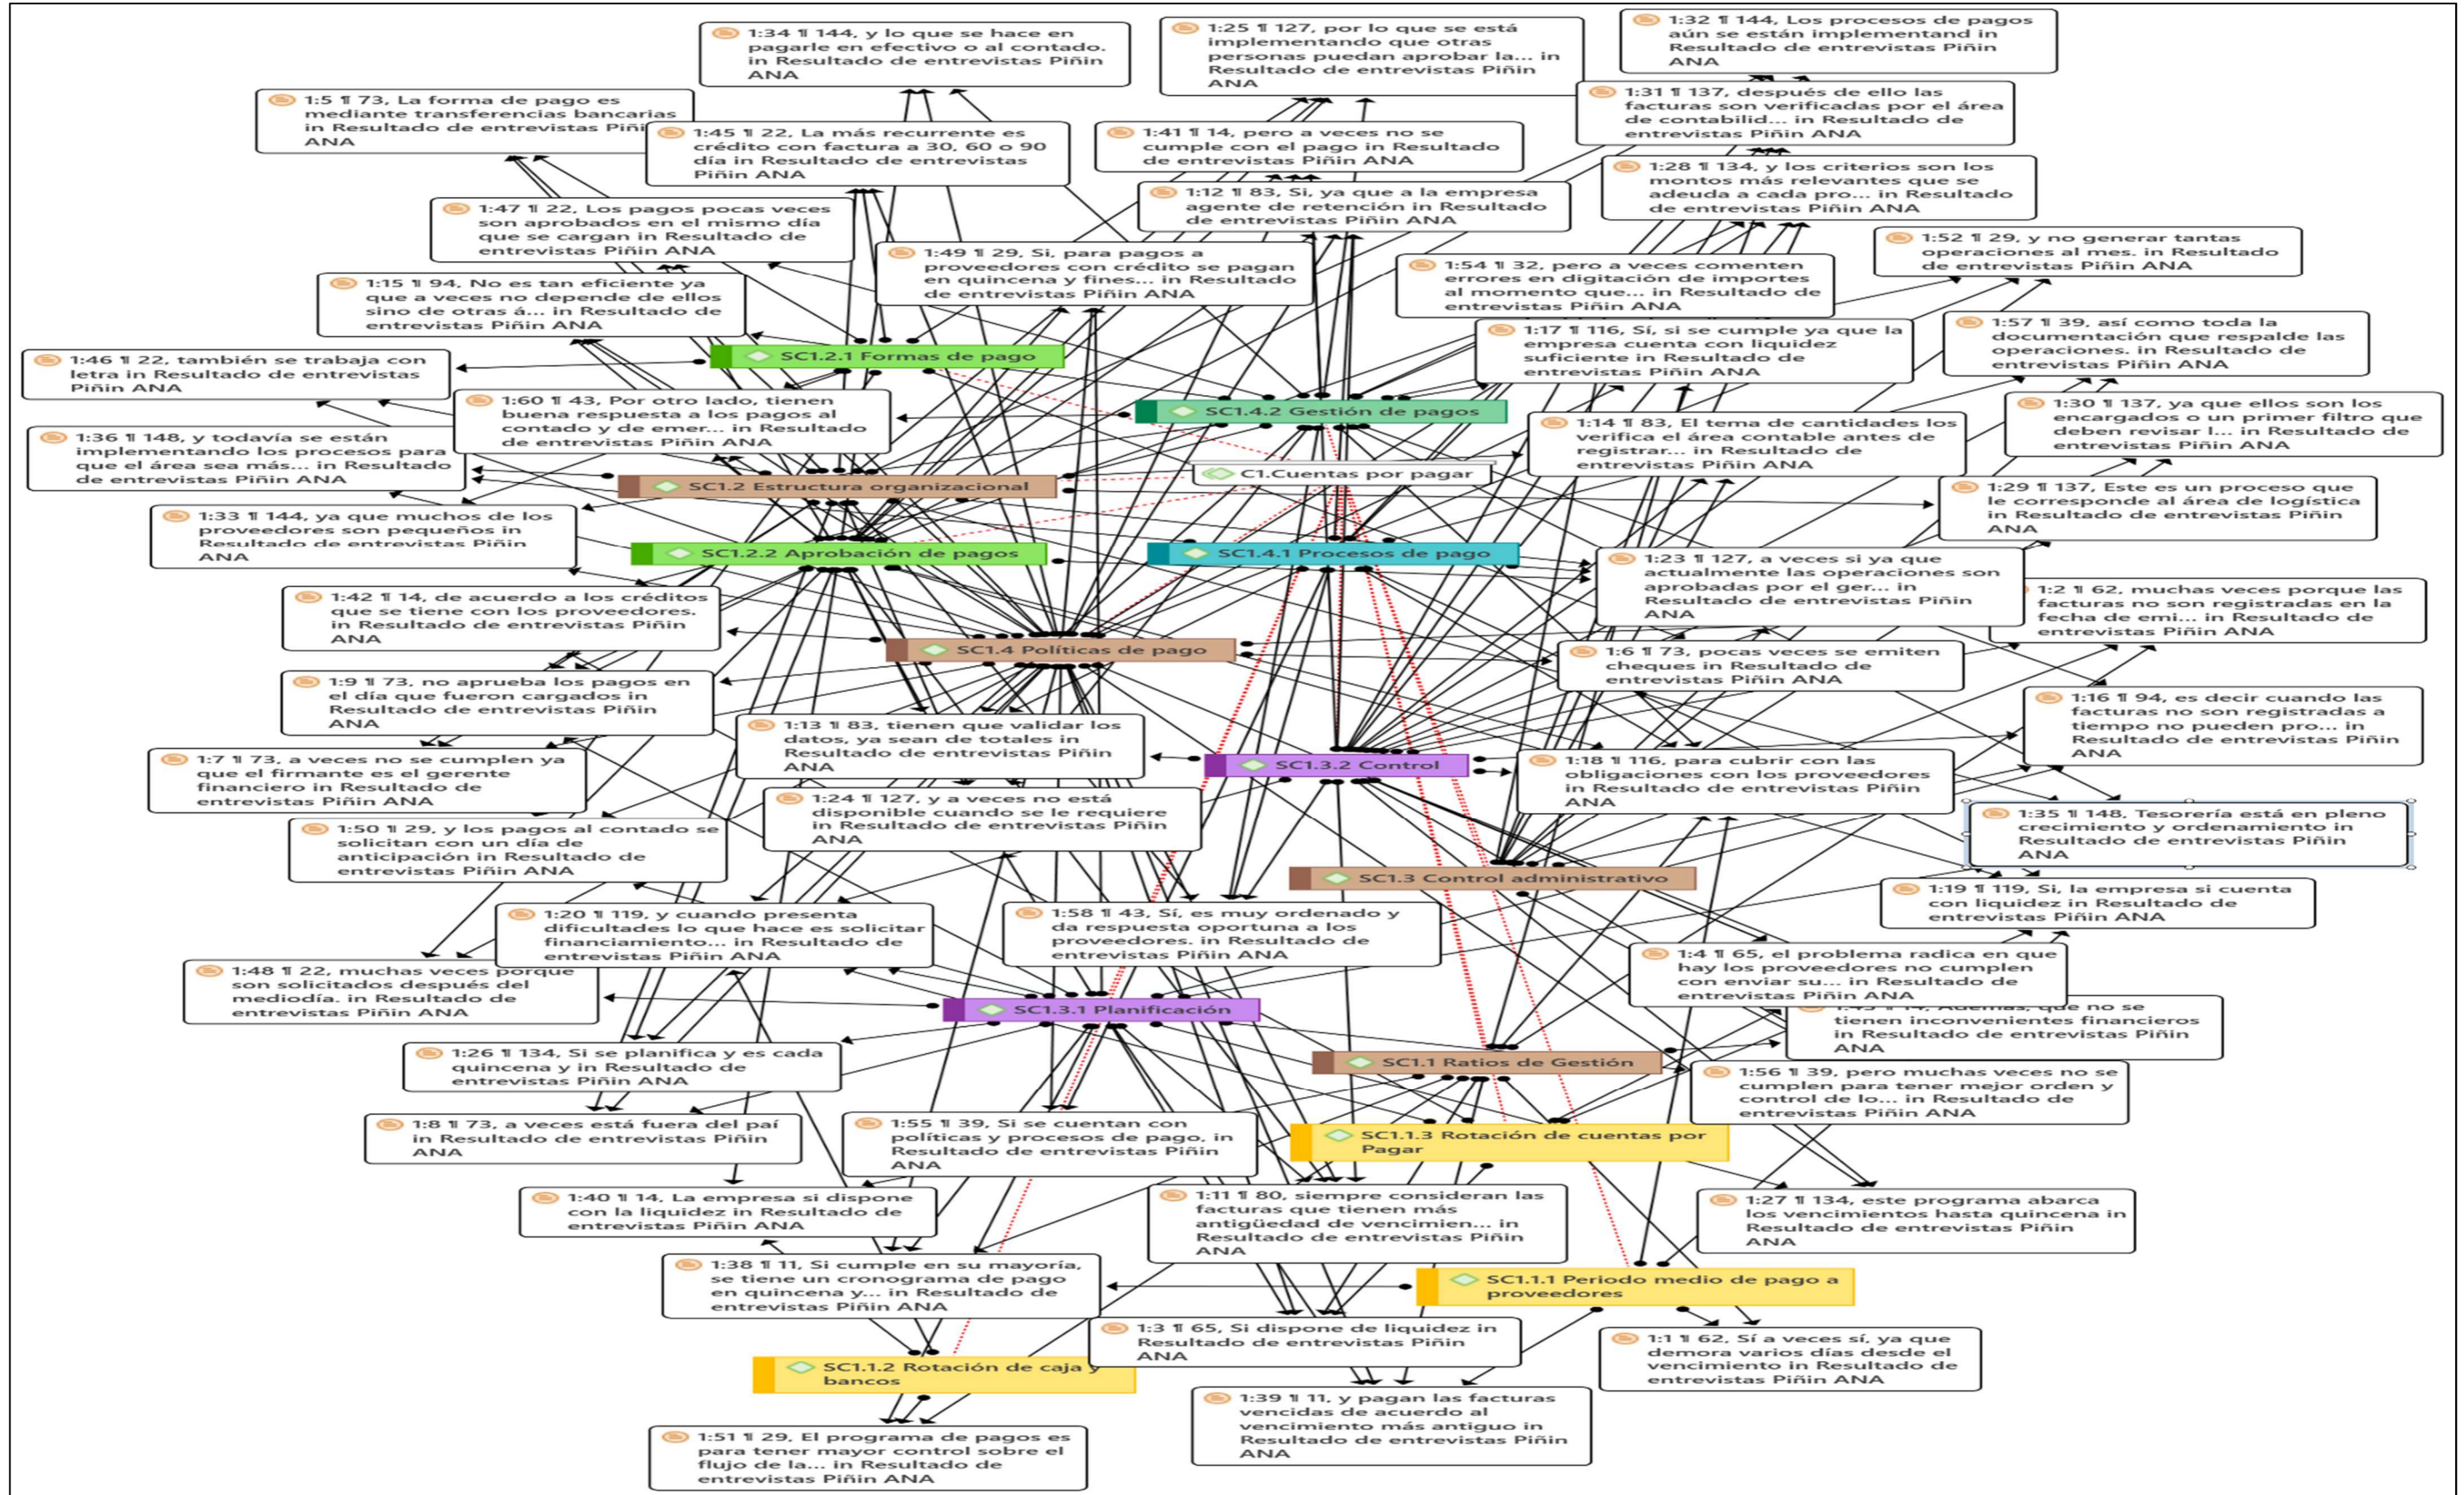 1:34 ¶ 144, y lo que se hace en
pagarle en efectivo o al contado.
in Resultado de entrevistas Piñin
ANA
1:25 ¶ 127, por lo que se está
implementando que otras
personas puedan aprobar la... in
Resultado de entrevistas Piñin
ANA
1:32 ¶ 144, Los procesos de pagos
aún se están implementand in
Resultado de entrevistas Piñin
ANA
1:5 ¶ 73, La forma de pago es
mediante transferencias bancarias
in Resultado de entrevistas
ANA
1:45 ¶ 22, La más recurrente es
crédito con factura a 30, 60 o 90
día in Resultado de entrevistas
Piñin ANA
1:41 ¶ 14, pero a veces no se
cumple con el pago in Resultado
de entrevistas Piñin ANA
1:31 ¶ 137, después de ello las
facturas son verificadas por el área
de contabilid... in Resultado de
entrevistas Piñin ANA
1:28 ¶ 134, y los criterios son los
montos más relevantes que se
adeuda a cada pro... in Resultado
de entrevistas Piñin ANA
1:12 ¶ 83, Si, ya que a la empresa
agente de retención in Resultado
de entrevistas Piñin ANA
1:47 ¶ 22, Los pagos pocas veces
son aprobados en el mismo día
que se cargan in Resultado de
entrevistas Piñin ANA
1:49 ¶ 29, Si, para pagos a
proveedores con crédito se pagan
en quincena y fines... in Resultado
de entrevistas Piñin ANA
1:52 ¶ 29, y no generar tantas
operaciones al mes. in Resultado
de entrevistas Piñin ANA
1:54 ¶ 32, pero a veces comenten
errores en digitación de importes
al momento que... in Resultado de
entrevistas Piñin ANA
1:15 ¶ 94, No es tan eficiente ya
que a veces no depende de ellos
sino de otras á... in Resultado de
entrevistas Piñin ANA
1:17 ¶ 116, Sí, si se cumple ya que la
empresa cuenta con liquidez
suficiente in Resultado de
entrevistas Piñin ANA
1:57 ¶ 39, así como toda la
documentación que respalde las
operaciones. in Resultado de
entrevistas Piñin ANA
SC1.2.1 Formas de pago
1:46 ¶ 22, también se trabaja con
letra in Resultado de entrevistas
Piñin ANA
1:60 ¶ 43, Por otro lado, tienen
buena respuesta a los pagos al
contado y de emer... in Resultado
de entrevistas Piñin ANA
SC1.4.2 Gestión de pagos
1:14 ¶ 83, El tema de cantidades los
verifica el área contable antes de
registrar... in Resultado de
entrevistas Piñin ANA
1:30 ¶ 137, ya que ellos son los
encargados o un primer filtro que
deben revisar l... in Resultado de
entrevistas Piñin ANA
1:36 ¶ 148, y todavía se están
implementando los procesos para
que el área sea más... in Resultado
de entrevistas Piñin ANA
C1.Cuentas por pagar
SC1.2 Estructura organizacional
1:29 ¶ 137, Este es un proceso que
le corresponde al área de logística
in Resultado de entrevistas Piñin
ANA
1:33 ¶ 144, ya que muchos de los
proveedores son pequeños in
Resultado de entrevistas Piñin
ANA
SC1.2.2 Aprobación de pagos
SC1.4.1 Procesos de pago
1:23 ¶ 127, a veces si ya que
actualmente las operaciones son
aprobadas por el ger... in
Resultado de entrevistas Piñin
ANA
1:2 ¶ 62, muchas veces porque las
facturas no son registradas en la
fecha de emi... in Resultado de
entrevistas Piñin ANA
1:42 ¶ 14, de acuerdo a los créditos
que se tiene con los proveedores.
in Resultado de entrevistas Piñin
ANA
SC1.4 Políticas de pago
1:6 ¶ 73, pocas veces se emiten
cheques in Resultado de
entrevistas Piñin ANA
1:9 ¶ 73, no aprueba los pagos en
el día que fueron cargados in
Resultado de entrevistas Piñin
ANA
1:16 ¶ 94, es decir cuando las
facturas no son registradas a
tiempo no pueden pro... in
Resultado de entrevistas Piñin
ANA
1:13 ¶ 83, tienen que validar los
datos, ya sean de totales in
Resultado de entrevistas Piñin
ANA
1:7 ¶ 73, a veces no se cumplen ya
que el firmante es el gerente
financiero in Resultado de
entrevistas Piñin ANA
SC1.3.2 Control
1:18 ¶ 116, para cubrir con las
obligaciones con los proveedores
in Resultado de entrevistas Piñin
ANA
1:24 ¶ 127, y a veces no está
disponible cuando se le requiere
in Resultado de entrevistas Piñin
ANA
1:35 ¶ 148, Tesorería está en pleno
crecimiento y ordenamiento in
Resultado de entrevistas Piñin
ANA
1:50 ¶ 29, y los pagos al contado se
solicitan con un día de
anticipación in Resultado de
entrevistas Piñin ANA
SC1.3 Control administrativo
1:19 ¶ 119, Si, la empresa si cuenta
con liquidez in Resultado de
entrevistas Piñin ANA
1:20 ¶ 119, y cuando presenta
dificultades lo que hace es solicitar
financiamiento... in Resultado de
entrevistas Piñin ANA
1:58 ¶ 43, Sí, es muy ordenado y
da respuesta oportuna a los
proveedores. in Resultado de
entrevistas Piñin ANA
1:4 ¶ 65, el problema radica en que
hay los proveedores no cumplen
con enviar su... in Resultado de
entrevistas Piñin ANA
1:48 ¶ 22, muchas veces porque
son solicitados después del
mediodía. in Resultado de
entrevistas Piñin ANA
SC1.3.1 Planificación
que no se
tienen inconvenientes financieros
in Resultado de entrevistas Piñin
ANA
1:26 ¶ 134, Si se planifica y es cada
quincena y in Resultado de
entrevistas Piñin ANA
SC1.1 Ratios de Gestión
1:56 ¶ 39, pero muchas veces no se
cumplen para tener mejor orden y
control de lo... in Resultado de
entrevistas Piñin ANA
1:8 ¶ 73, a veces está fuera del paí
in Resultado de entrevistas Piñin
ANA
1:55 ¶ 39, Si se cuentan con
políticas y procesos de pago, in
Resultado de entrevistas Piñin
ANA
SC1.1.3 Rotación de cuentas por
Pagar
1:40 ¶ 14, La empresa si dispone
con la liquidez in Resultado de
entrevistas Piñin ANA
1:11 ¶ 80, siempre consideran las
facturas que tienen más
antigüedad de vencimien... in
Resultado de entrevistas Piñin
ANA
1:27 ¶ 134, este programa abarca
los vencimientos hasta quincena in
Resultado de entrevistas Piñin
ANA
1:38 ¶ 11, Si cumple en su mayoría,
se tiene un cronograma de pago
en quincena y... in Resultado de
entrevistas Piñin ANA
SC1.1.1 Periodo medio de pago a
proveedores
1:3 ¶ 65, Si dispone de liquidez in
Resultado de entrevistas Piñin
ANA
1:1 ¶ 62, Sí a veces sí, ya que
demora varios días desde el
vencimiento in Resultado de
entrevistas Piñin ANA
SC1.1.2 Rotación de caja y
bancos
1:39 ¶ 11, y pagan las facturas
vencidas de acuerdo al
vencimiento más antiguo in
Resultado de entrevistas Piñin
ANA
1:51 ¶ 29, El programa de pagos es
para tener mayor control sobre el
flujo de la... in Resultado de
entrevistas Piñin ANA